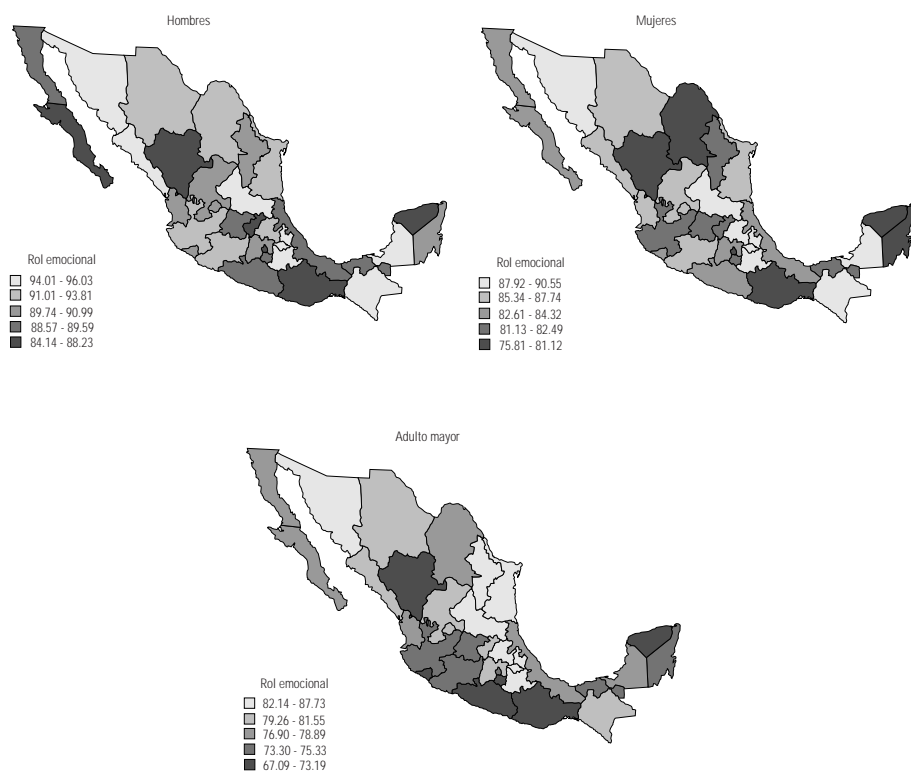 Hombres
Rol emocional
94.01 - 96.03
91.01 - 93.81
89.74 - 90.99
88.57 - 89.59
84.14 - 88.23
Mujeres
Rol emocional
87.92 - 90.55
85.34 - 87.74
82.61 - 84.32
81.13 - 82.49
75.81 - 81.12
Adulto mayor
Rol emocional
82.14 - 87.73
79.26 - 81.55
76.90 - 78.89
73.30 - 75.33
67.09 - 73.19